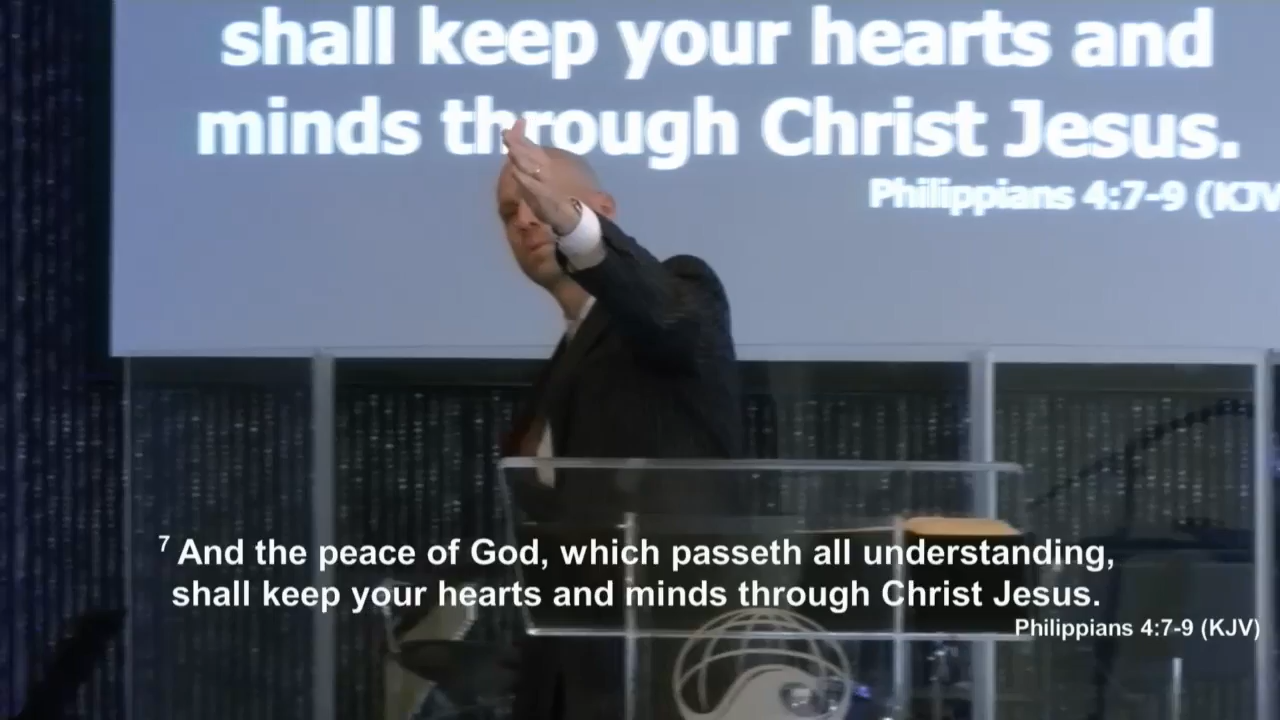 shall keep your hearts and
minds through Christ Jesus.
Philippians 4:7-9 (KJV
7 And the peace of God, which passeth all understanding,
shall keep your hearts and minds through Christ Jesus.
Philippians 4:7-9 (KJV)